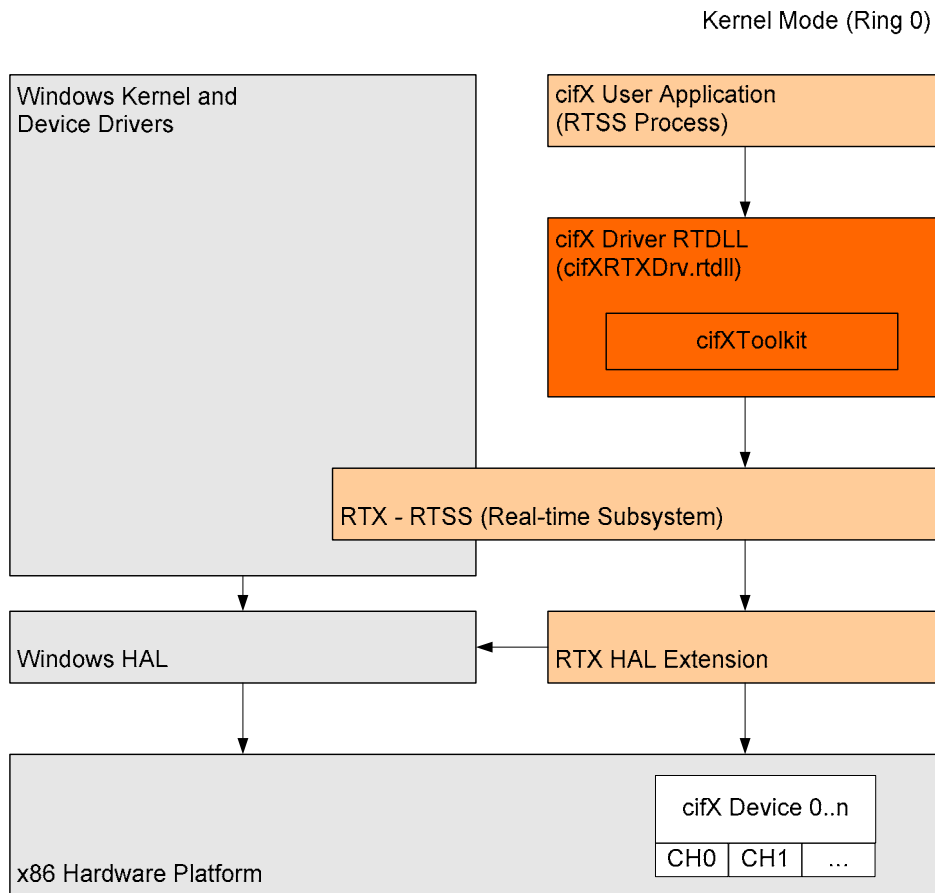 Kernel Mode (Ring 0)
Windows Kernel and
Device Drivers
cifX User Application
(RTSS Process)
cifX Driver RTDLL
(cifXRTXDrv.rtdll)
cifXToolkit
RTX - RTSS (Real-time Subsystem)
Windows HAL
RTX HAL Extension
cifX Device 0..n
CH0
CH1
...
x86 Hardware Platform